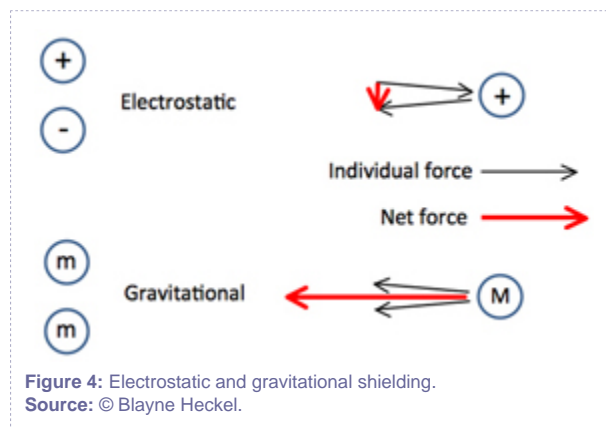 +
Electrostatic
+
-
Individual force
Net force
m
Gravitational
M
m
Figure 4: Electrostatic and gravitational shielding.
Source: © Blayne Heckel.